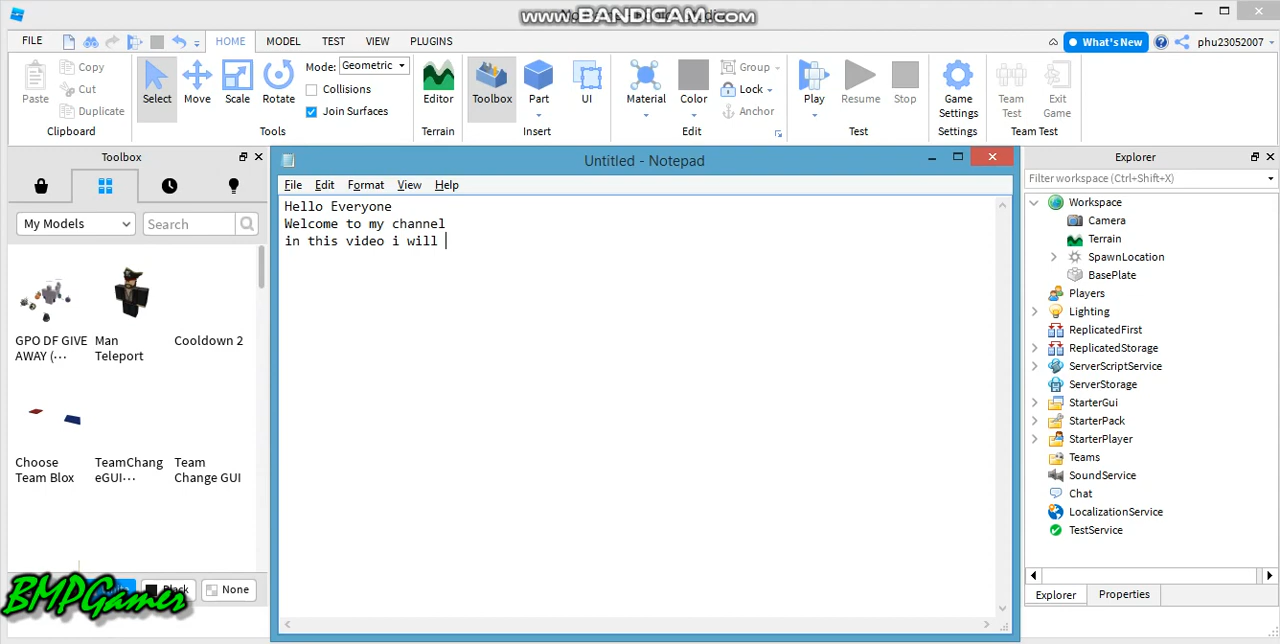 www.BANDICAM.com
FILE HOME MODEL TEST VIEW PLUGINS What's New phu23052007
Paste Copy Cut Duplicate Clipboard
Select Move Scale Rotate Mode: Geometric Collisions Join Surfaces Tools
Editor Terrain
Toolbox Part UI Insert
Material Color Group Lock Anchor Edit
Play Resume Stop Test
Game Settings Settings
Team Test Exit Game Team Test
Toolbox
My Models Search
GPO DF GIVE AWAY (⋯
Man Teleport
Cooldown 2
Choose Team Blox
TeamChangeGUI⋯
Team Change GUI
None
BMPGamer
Untitled - Notepad
File Edit Format View Help
Hello Everyone
Welcome to my channel
in this video i will
Explorer
Filter workspace (Ctrl+Shift+X)
Workspace
Camera
Terrain
SpawnLocation
BasePlate
Players
Lighting
ReplicatedFirst
ReplicatedStorage
ServerScriptService
ServerStorage
StarterGui
StarterPack
StarterPlayer
Teams
SoundService
Chat
LocalizationService
TestService
Explorer Properties